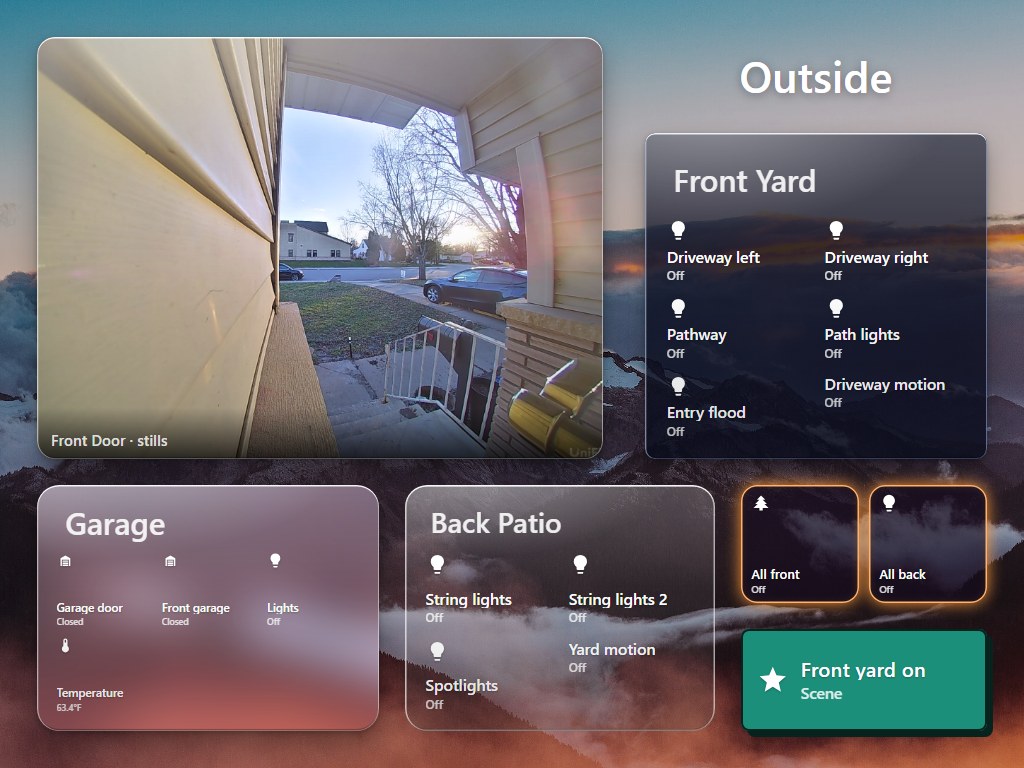 Outside
Front Door · stills
Front Yard
Driveway left
Off
Driveway right
Off
Pathway
Off
Path lights
Off
Entry flood
Off
Driveway motion
Off
Garage
Garage door
Closed
Front garage
Closed
Lights
Off
Temperature
63.4°F
Back Patio
String lights
Off
String lights 2
Off
Spotlights
Off
Yard motion
Off
All front
Off
All back
Off
Front yard on
Scene